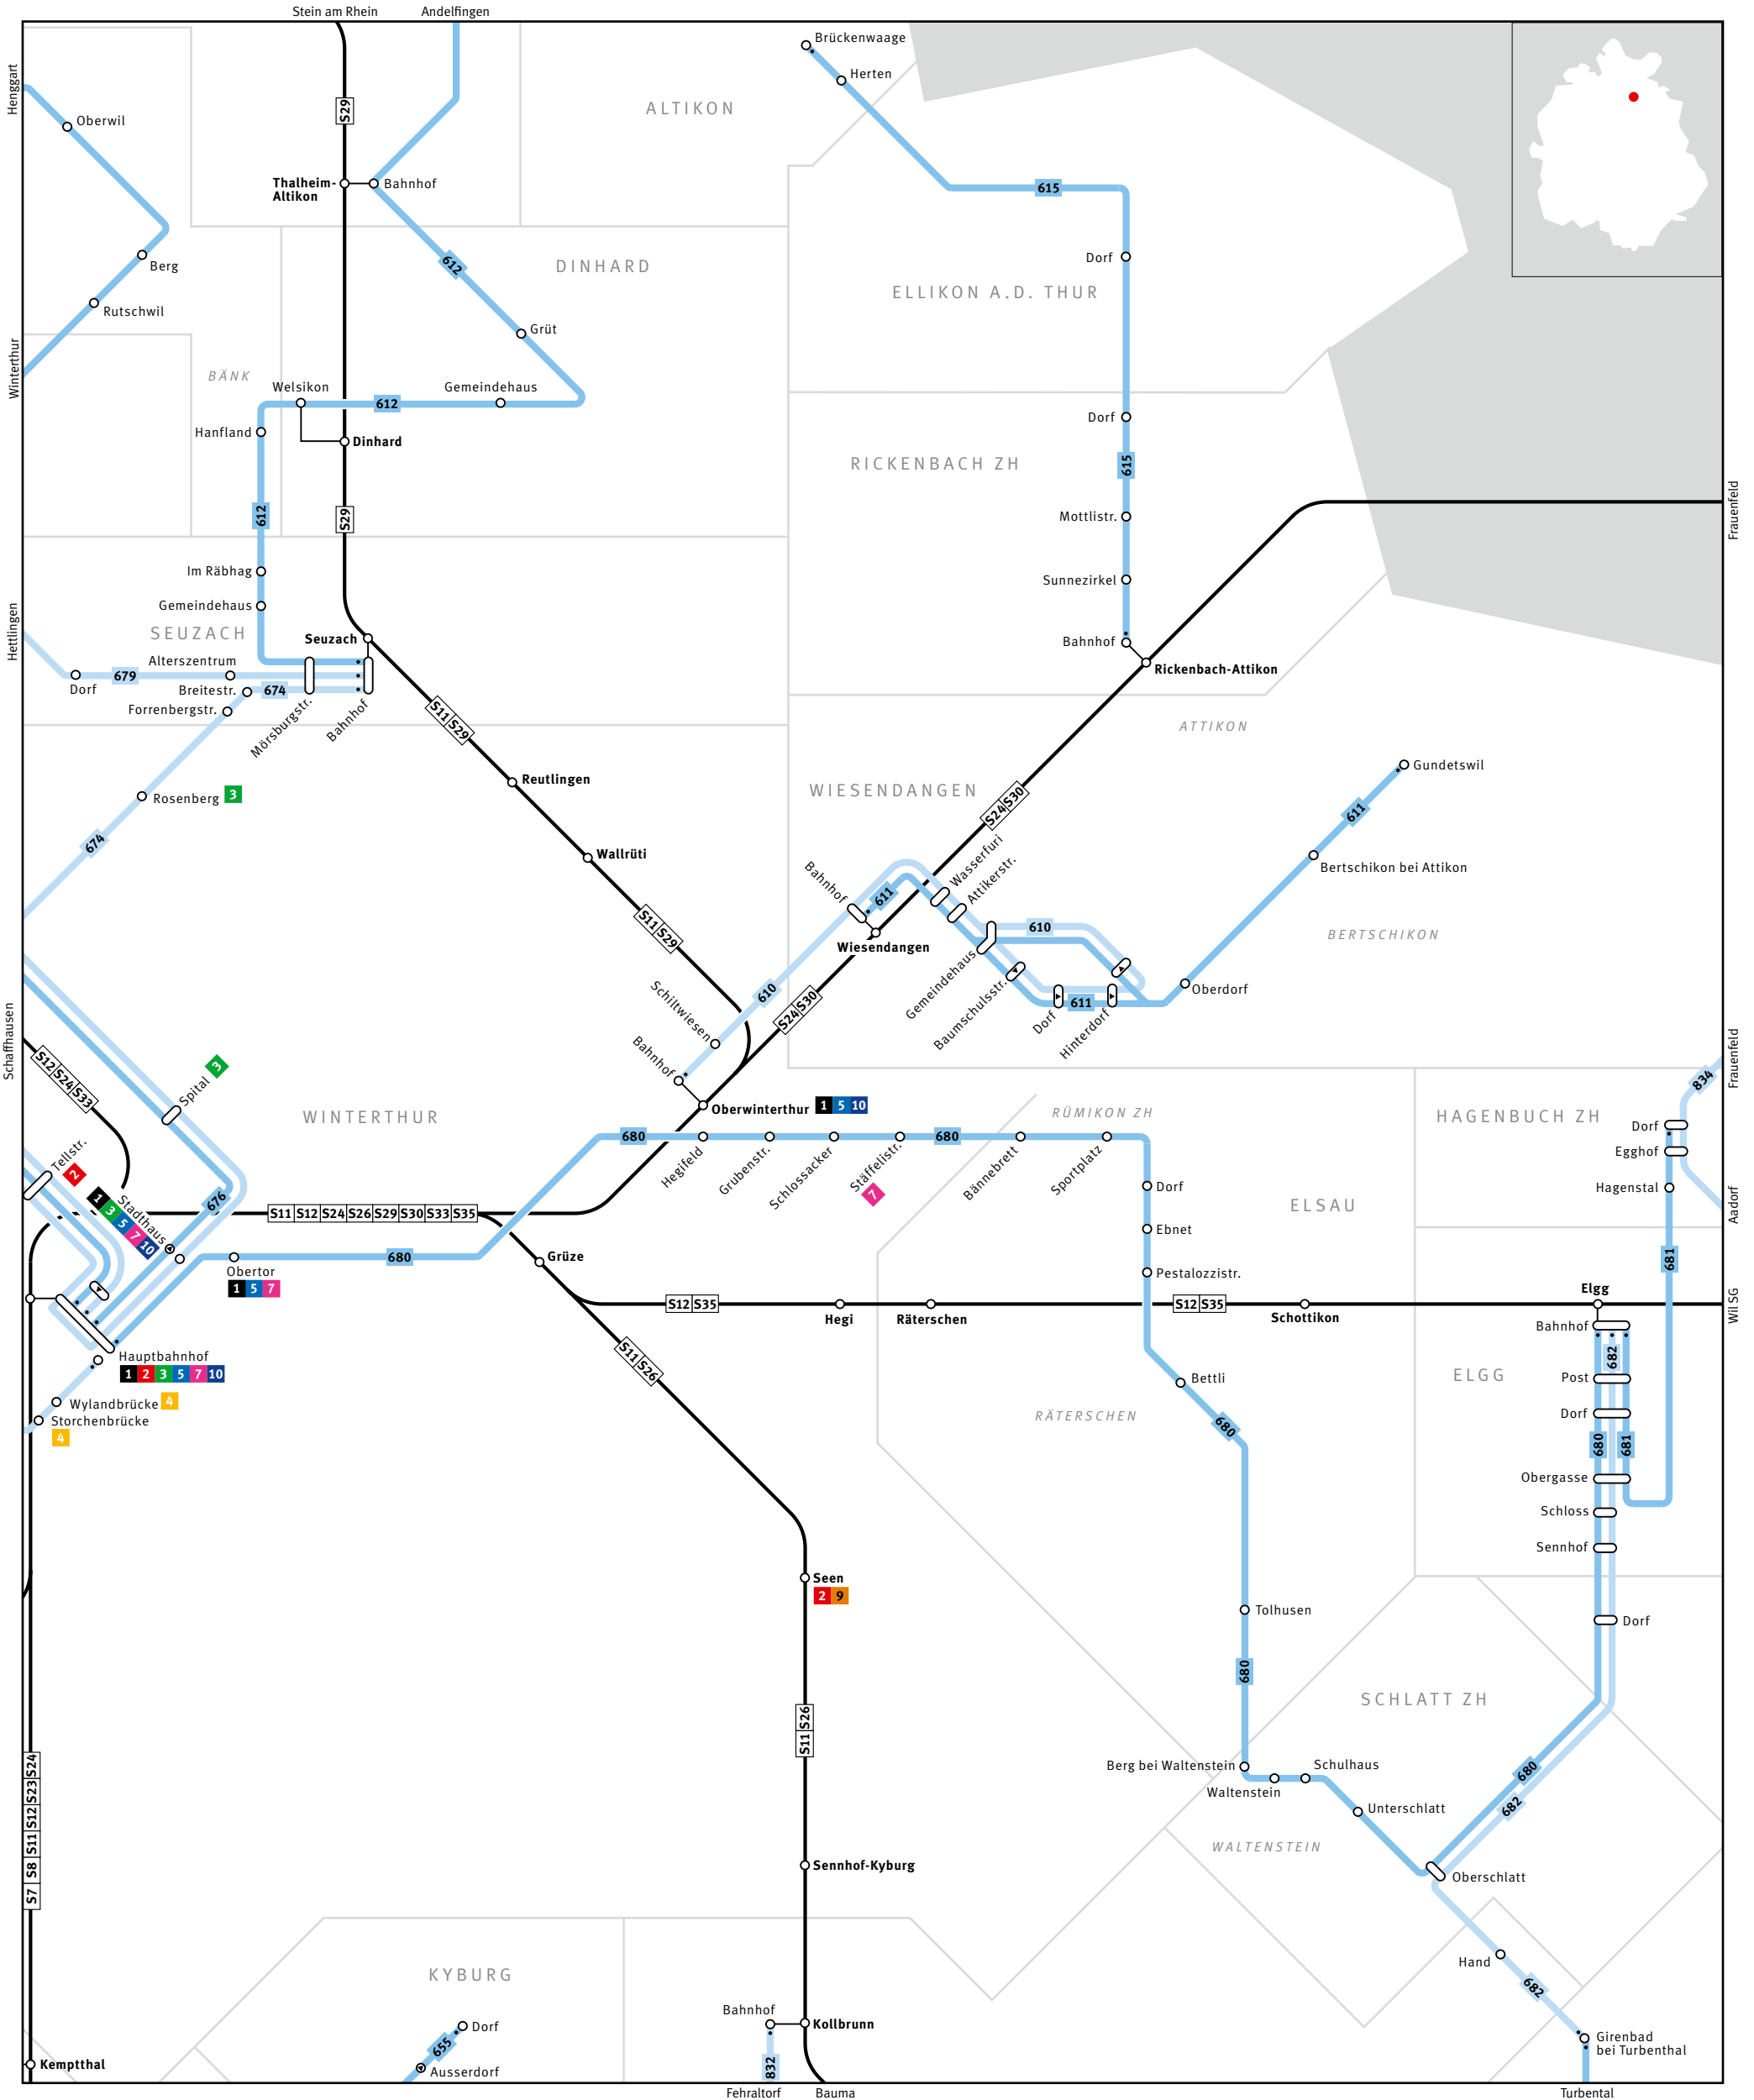 Stein am Rhein
Andelfingen
Henggart
Oberwil
Brückenwaage
Herten
S29
ALTIKON
Thalheim-
Altikon
Bahnhof
615
Berg
Rutschwil
612
DINHARD
Dorf
ELLIKON A.D. THUR
Grüt
Winterthur
BÄNK
Welsikon
612
Gemeindehaus
Hanfland
Dinhard
Dorf
RICKENBACH ZH
615
612
S29
Mottlistr.
Frauenfeld
Im Räbhag
Sunnezirkel
Gemeindehaus
Hettlingen
SEUZACH
Seuzach
Bahnhof
Rickenbach-Attikon
Alterszentrum
679
Dorf
Breitestr.
674
Forrenbergstr.
Mörsburgstr.
Bahnhof
S11 S29
ATTIKON
Reutlingen
Gundetswil
Rosenberg 3
WIESENDANGEN
S24 S30
611
674
Wallrüti
Bahnhof
611
Wasserfuri
Attikerstr.
Bertschikon bei Attikon
S11 S29
610
BERTSCHIKON
Wiesendangen
Gemeindehaus
Baumschulsstr.
Dorf
611
Hinterdorf
Oberdorf
610
Schiltwiesen
S24 S30
Bahnhof
Schaffhausen
S12 S24 S33
Spital 3
WINTERTHUR
Oberwinterthur 1 5 10
RÜMIKON ZH
HAGENBUCH ZH
834
Frauenfeld
Dorf
Egghof
Hagenstal
Aadorf
680
Hegifeld
Grubenstr.
Schlossacker
Stäffelistr.
7
680
Bännebrett
Sportplatz
Dorf
Ebnet
Pestalozzistr.
ELSAU
Tellstr.
2
1 3 5 7 10
Stadthaus
676
S11 S12 S24 S26 S29 S30 S33 S35
680
Obertor
1 5 7
Grüze
681
S12 S35
Hegi
Räterschen
S12 S35
Schottikon
Elgg
Wil SG
Bahnhof
682
Hauptbahnhof
1 2 3 5 7 10
S11 S26
Wylandbrücke 4
Storchenbrücke
4
Bettli
ELGG
Post
Dorf
RÄTERSCHEN
680
680
681
Obergasse
Schloss
Sennhof
Seen
2 9
Tolhusen
Dorf
680
SCHLATT ZH
S11 S26
S7 S8 S11 S12 S23 S24
Berg bei Waltenstein
Schulhaus
Waltenstein
Unterschlatt
680
682
WALTENSTEIN
Sennhof-Kyburg
Oberschlatt
Hand
682
KYBURG
Bahnhof
Kollbrunn
Dorf
655
Ausserdorf
Kemptthal
832
Girenbad
bei Turbenthal
Fehraltorf
Bauma
Turbental